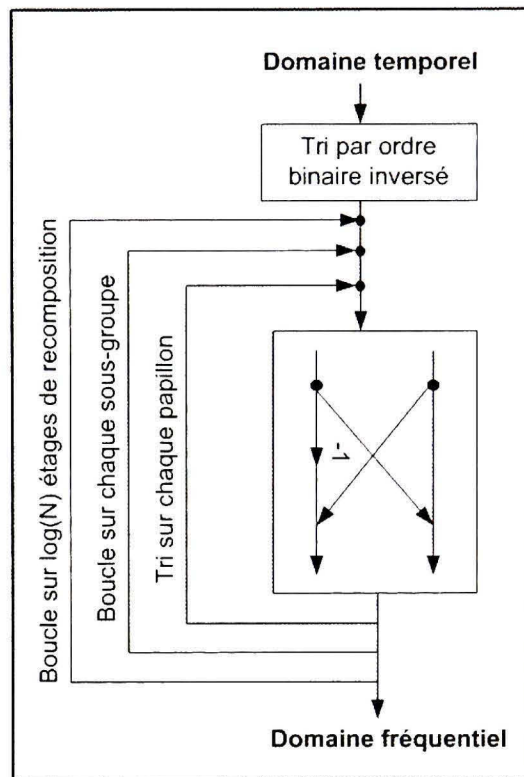 Domaine temporel
Tri par ordre
binaire inversé
Boucle sur log(N) étages de recomposition
Boucle sur chaque sous-groupe
Tri sur chaque papillon
-1
Domaine fréquentiel